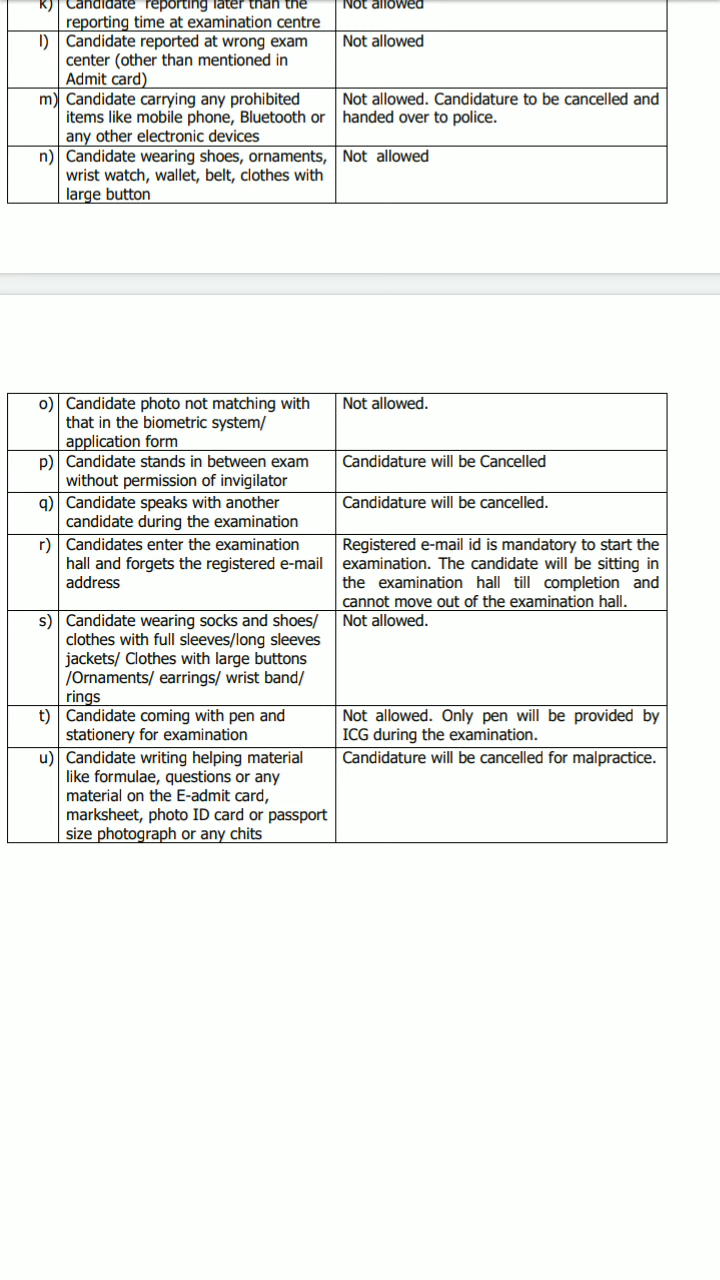 k) Candidate reporting later than the
reporting time at examination centre
Not allowed
l) Candidate reported at wrong exam
center (other than mentioned in
Admit card)
Not allowed
m) Candidate carrying any prohibited
items like mobile phone, Bluetooth or
any other electronic devices
Not allowed. Candidature to be cancelled and
handed over to police.
n) Candidate wearing shoes, ornaments,
wrist watch, wallet, belt, clothes with
large button
Not allowed
o) Candidate photo not matching with
that in the biometric system/
application form
Not allowed.
p) Candidate stands in between exam
without permission of invigilator
Candidature will be Cancelled
q) Candidate speaks with another
candidate during the examination
Candidature will be cancelled.
r) Candidates enter the examination
hall and forgets the registered e-mail
address
Registered e-mail id is mandatory to start the
examination. The candidate will be sitting in
the examination hall till completion and
cannot move out of the examination hall.
s) Candidate wearing socks and shoes/
clothes with full sleeves/long sleeves
jackets/ Clothes with large buttons
/Ornaments/ earrings/ wrist band/
rings
Not allowed.
t) Candidate coming with pen and
stationery for examination
Not allowed. Only pen will be provided by
ICG during the examination.
u) Candidate writing helping material
like formulae, questions or any
material on the E-admit card,
marksheet, photo ID card or passport
size photograph or any chits
Candidature will be cancelled for malpractice.